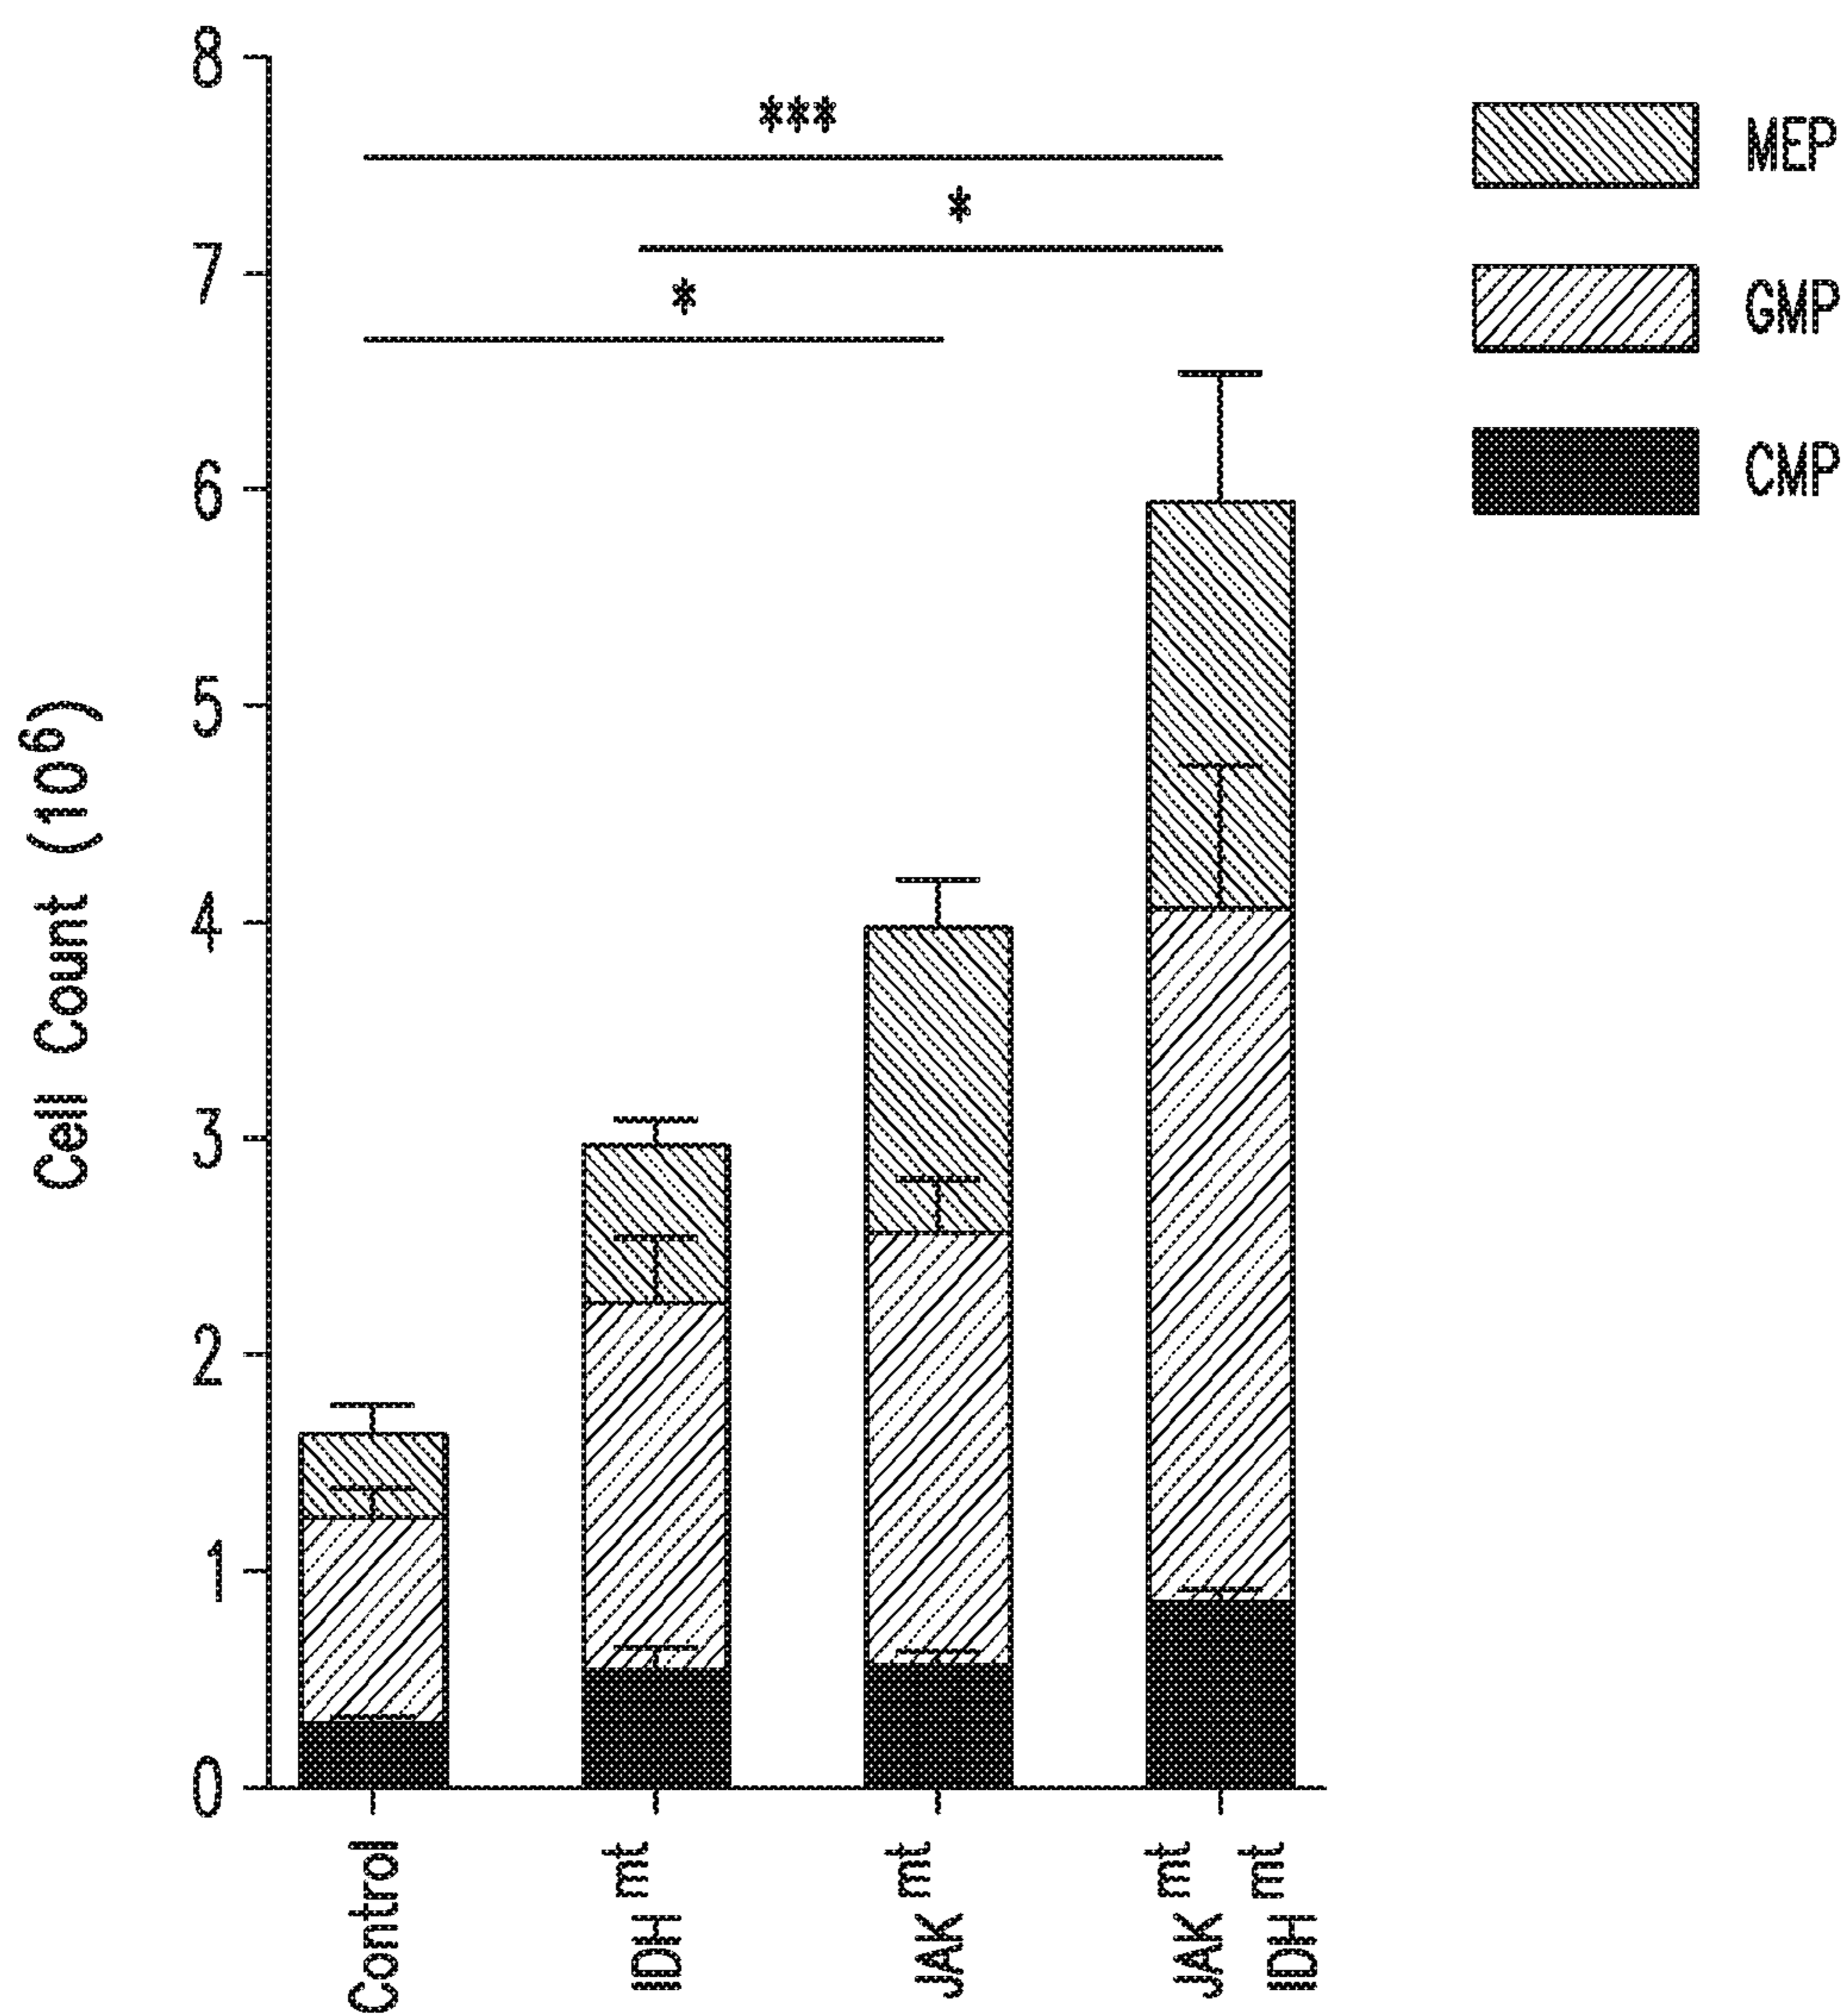 8
7
6
5
4
3
2
1
0
Cell Count (10⁶)
***
*
*
MEP
GMP
CMP
Control
IDH mt
JAK mt
JAK mt
IDH mt